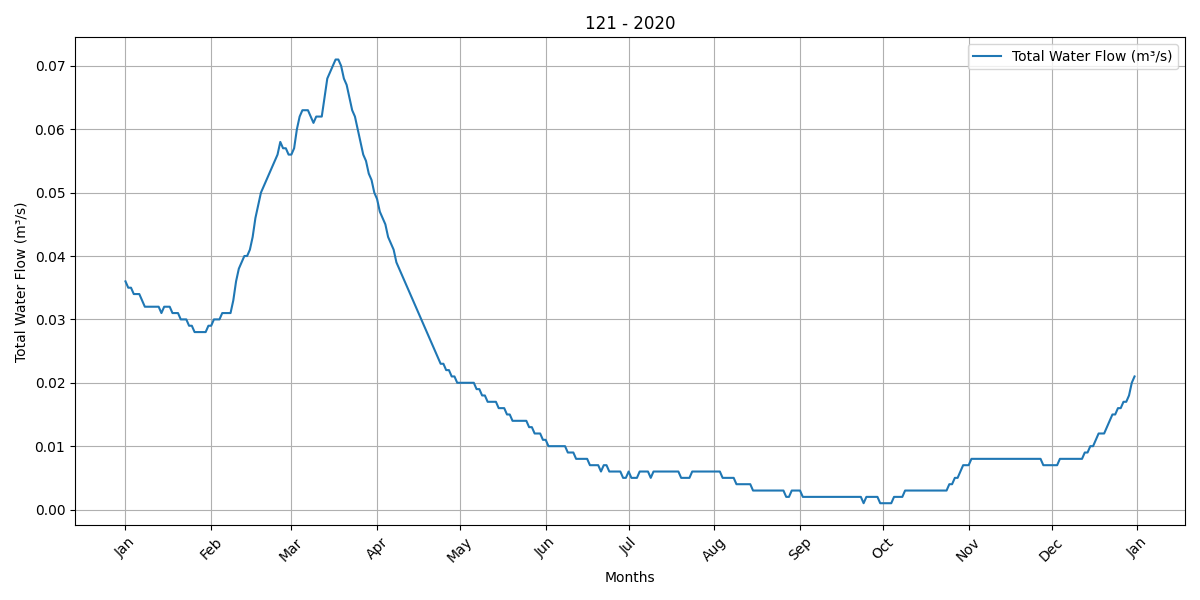 121 - 2020
Total Water Flow (m³/s)
Total Water Flow (m³/s)
0.07
0.06
0.05
0.04
0.03
0.02
0.01
0.00
Jan
Feb
Mar
Apr
May
Jun
Jul
Aug
Sep
Oct
Nov
Dec
Jan
Months